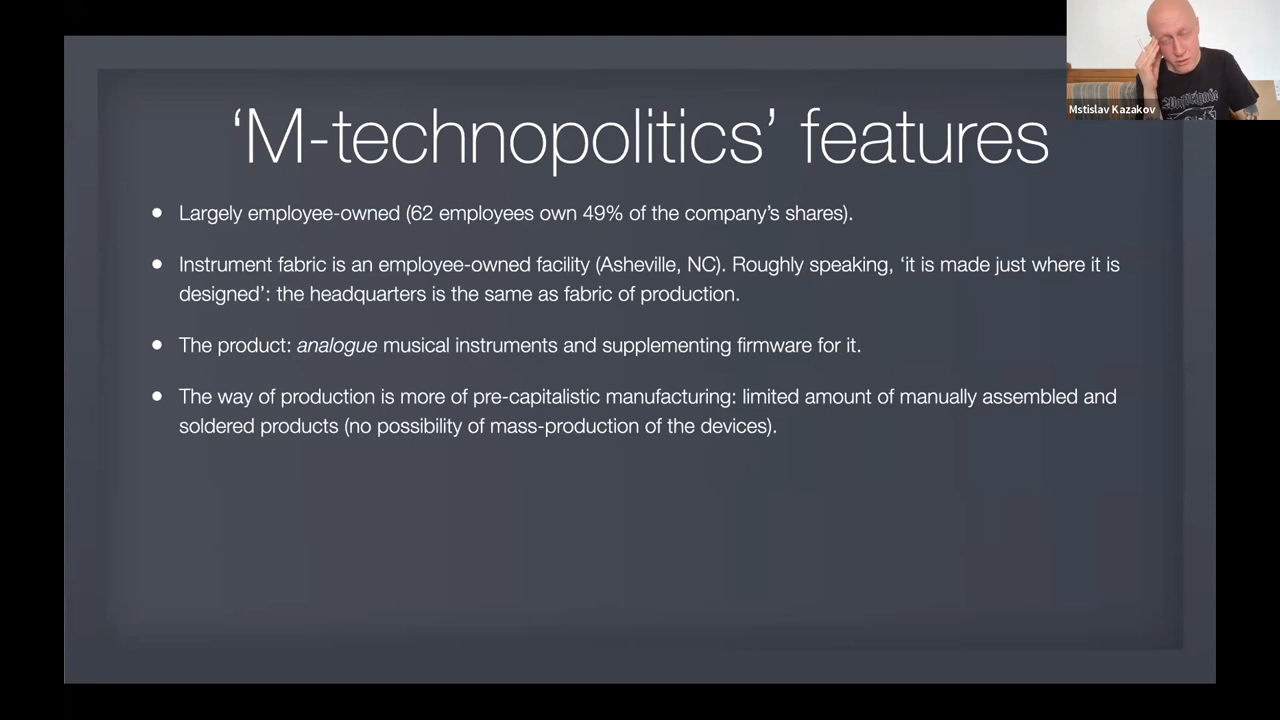 'M-technopolitics' features
Mstislav Kazakov
• Largely employee-owned (62 employees own 49% of the company's shares).
• Instrument fabric is an employee-owned facility (Asheville, NC). Roughly speaking, 'it is made just where it is
designed': the headquarters is the same as fabric of production.
• The product: analogue musical instruments and supplementing firmware for it.
• The way of production is more of pre-capitalistic manufacturing: limited amount of manually assembled and
soldered products (no possibility of mass-production of the devices).